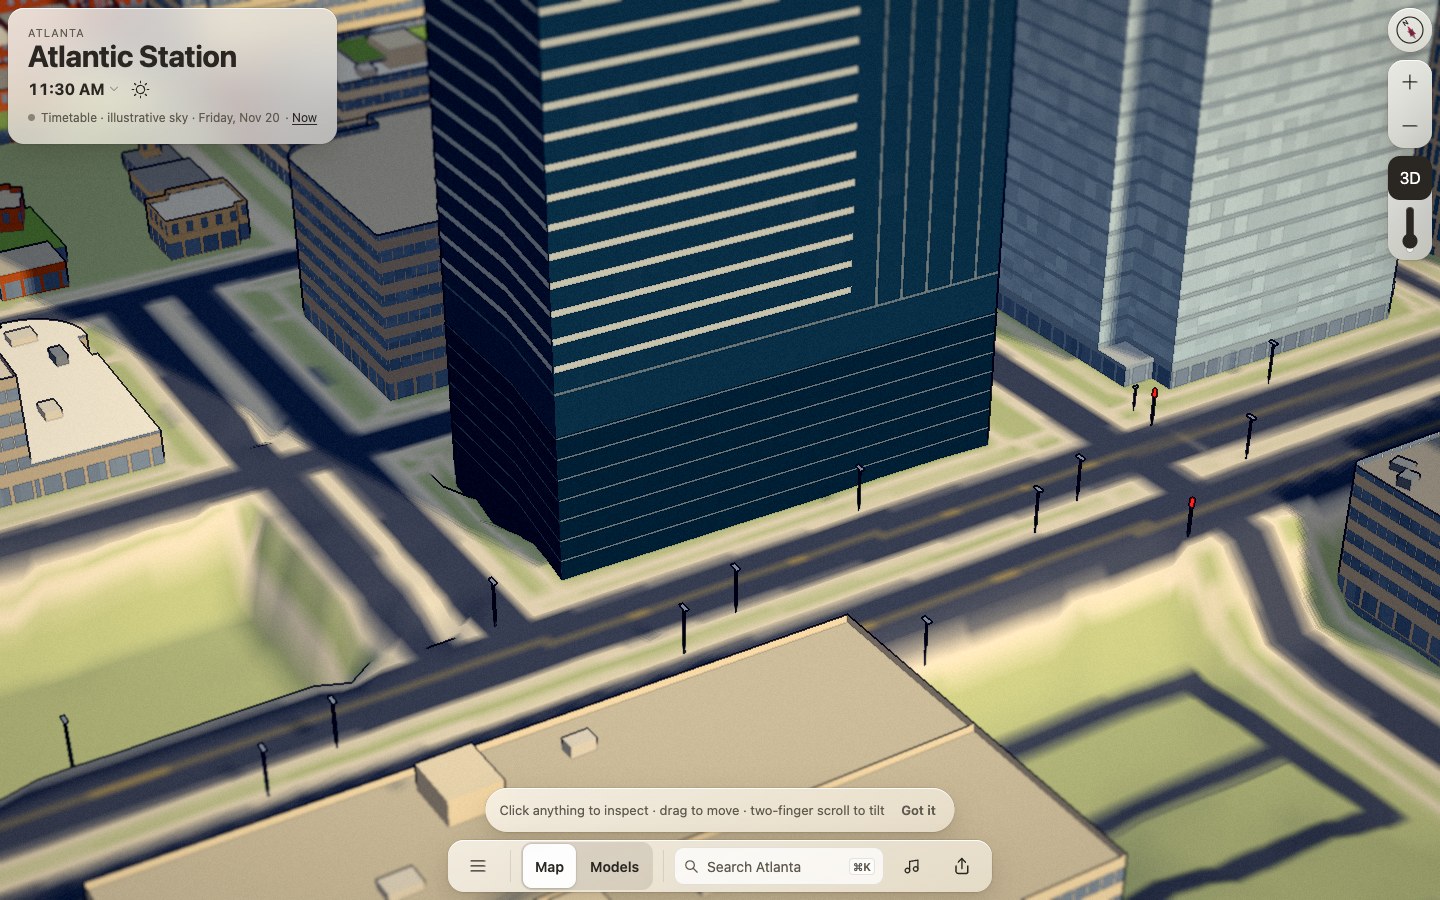 ATLANTA
Atlantic Station
11:30 AM
Timetable · illustrative sky · Friday, Nov 20 · Now
N
3D
Click anything to inspect · drag to move · two-finger scroll to tilt Got it
Map Models Search Atlanta ⌘K